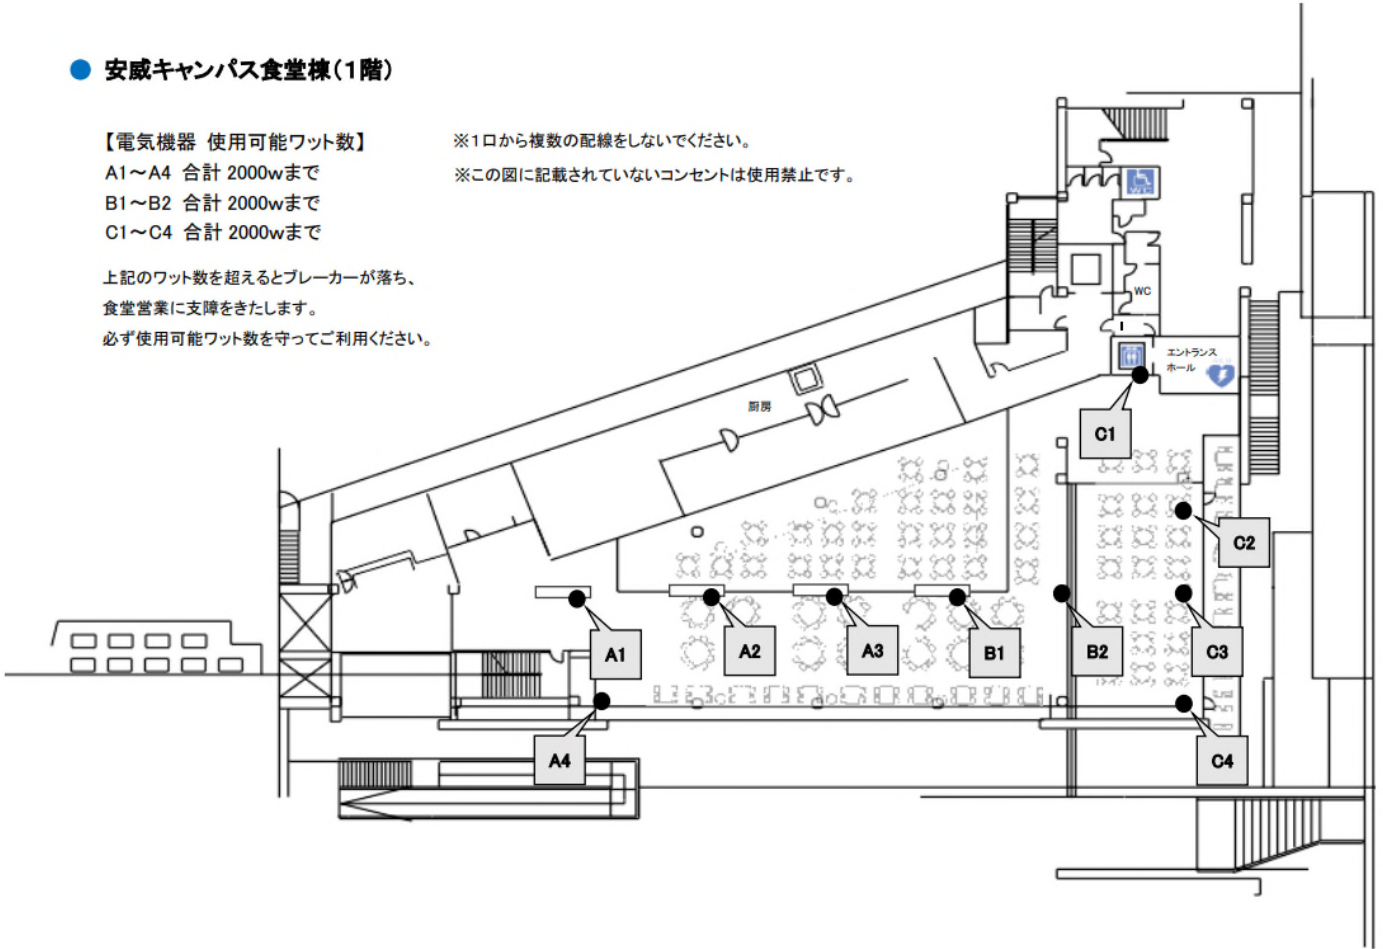 安威キャンパス食堂棟(1階)
【電気機器 使用可能ワット数】
A1~A4 合計 2000wまで
B1~B2 合計 2000wまで
C1~C4 合計 2000wまで
※1口から複数の配線をしないでください。
※この図に記載されていないコンセントは使用禁止です。
上記のワット数を超えるとブレーカーが落ち、
食堂営業に支障をきたします。
必ず使用可能ワット数を守ってご利用ください。
WC
WC
エントランス
ホール
厨房
C1
C2
A1
A2
A3
B1
B2
C3
A4
C4